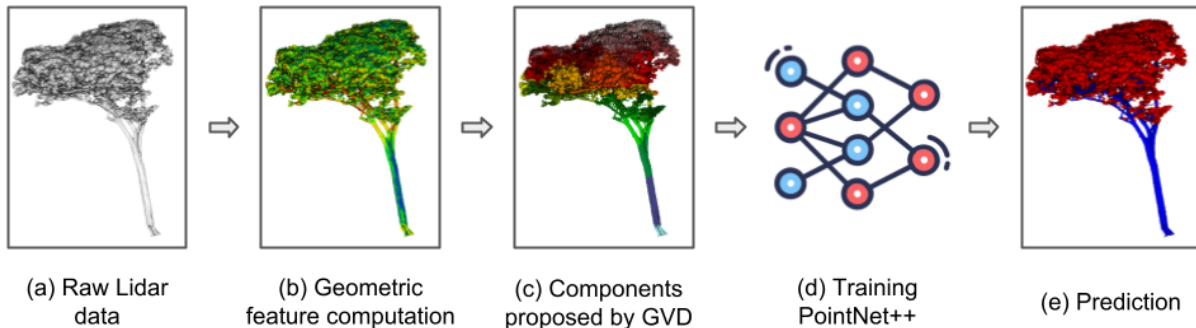 (a) Raw Lidar
data
(b) Geometric
feature computation
(c) Components
proposed by GVD
(d) Training
PointNet++
(e) Prediction